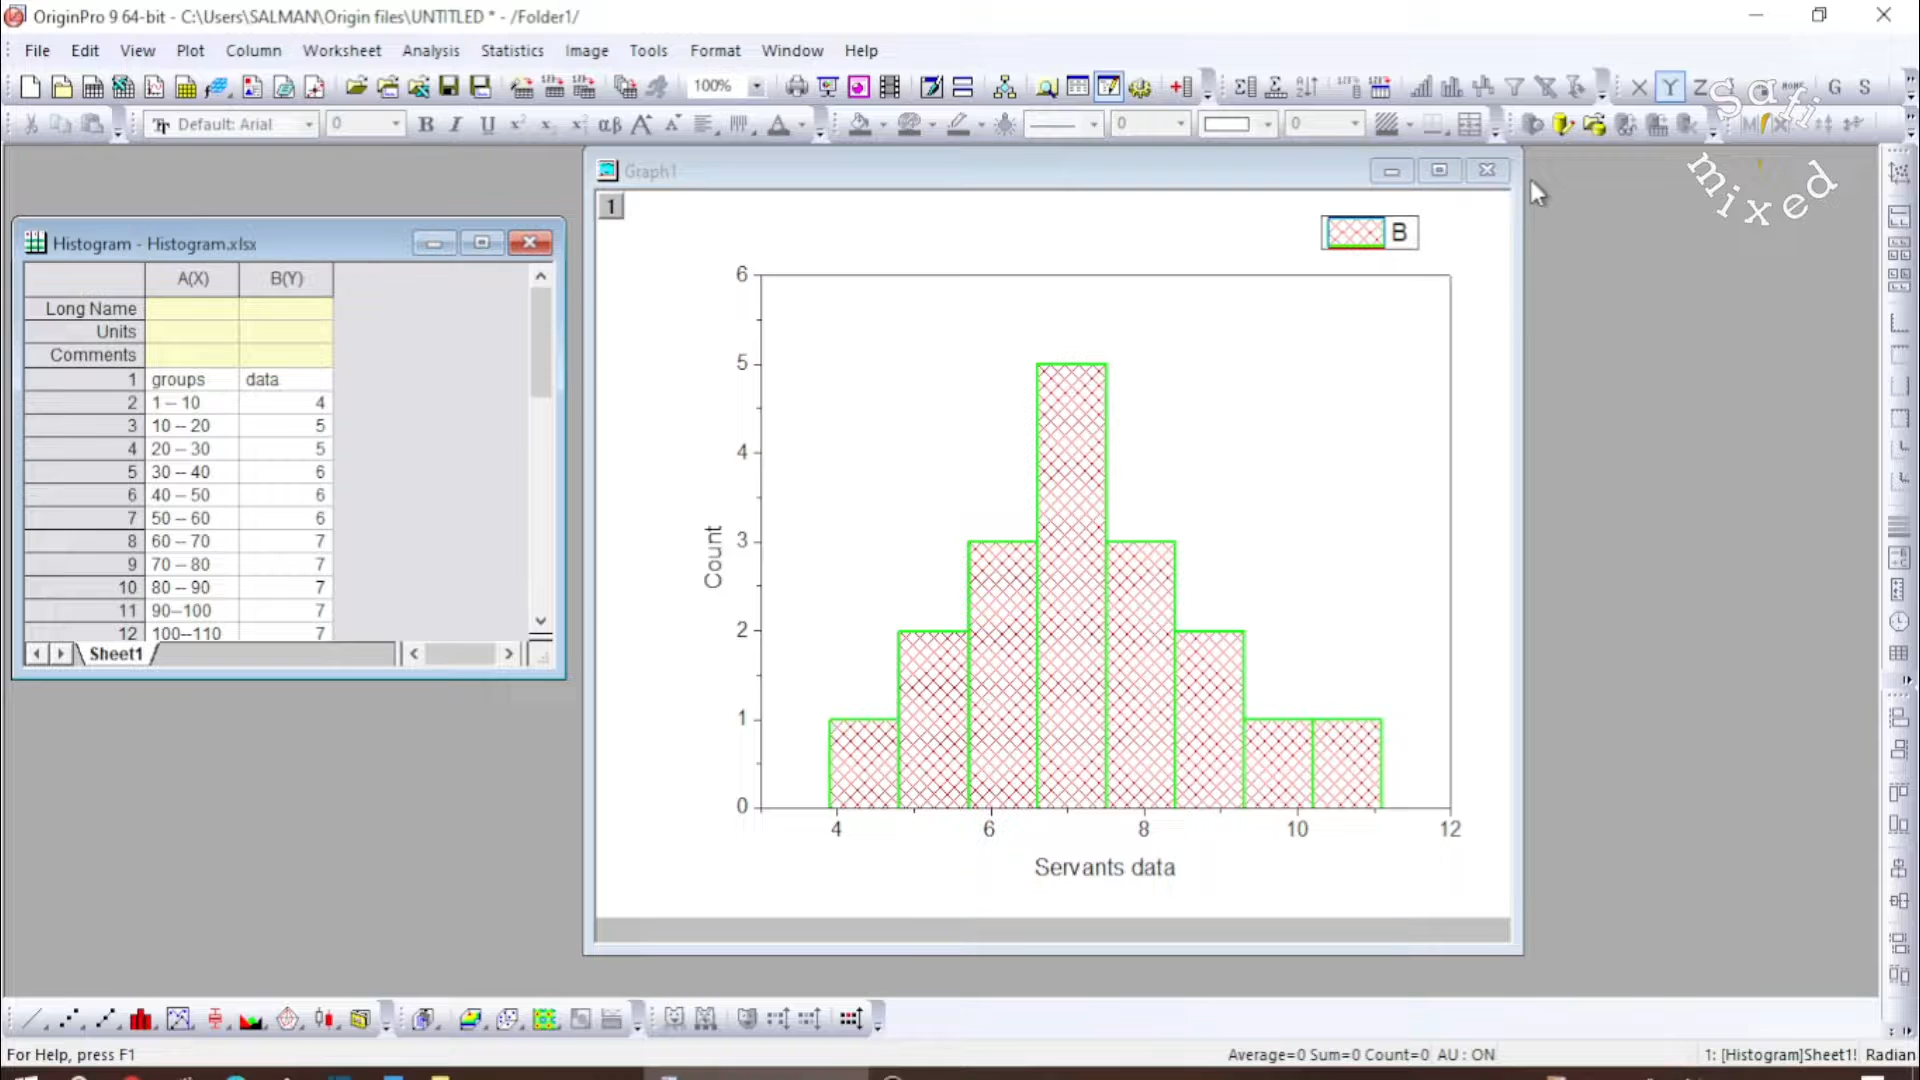 OriginPro 9 64-bit - C:\Users\SALMAN\Origin files\UNTITLED * - /Folder1/
File Edit View Plot Column Worksheet Analysis Statistics Image Tools Format Window Help
100%
X Y Z G S
Default: Arial 0 B I U αβ A A A 0 0
Safi
mixed
Graph1
1
B
Histogram - Histogram.xlsx
A(X) B(Y)
Long Name
Units
Comments
1 groups data
2 1 -- 10 4
3 10 -- 20 5
4 20 -- 30 5
5 30 -- 40 6
6 40 -- 50 6
7 50 -- 60 6
8 60 -- 70 7
9 70 -- 80 7
10 80 -- 90 7
11 90--100 7
12 100--110 7
Sheet1
6
5
4
3
2
1
0
Count
4 6 8 10 12
Servants data
For Help, press F1
Average=0 Sum=0 Count=0 AU : ON
1: [Histogram]Sheet1! Radian